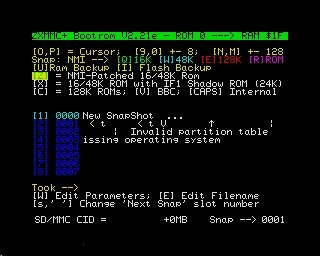 ZXMMC+ Bootrom V2.21e - ROM 0 ---> RAM $1F
[O,P] = Cursor; [9,0] +- 8; [N,M] +- 128
Snap: NMI --> [Q]16K [W]48K [E]128K [R]ROM
[U]Ram Backup [I] Flash Backup
[Z] = NMI-Patched 16/48K Rom
[X] = 16/48K ROM with IF1 Shadow ROM (24K)
[C] = 128K ROMs; [V] BBC; [CAPS] Internal
[1] 0000 New SnapShot ...
[2] 0001 < t < t V ↑ ¦
[3] 0002 ¦ Invalid partition table
[4] 0003 issing operating system
[5] 0004
[6] 0005
[7] 0006
[8] 0007
Took -->
[W] Edit Parameters; [E] Edit Filename
[s,' '] Change 'Next Snap' slot number
SD/MMC CID = +0MB Snap --> 0001